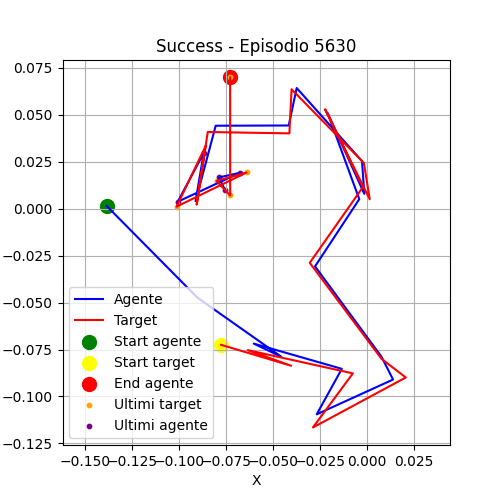 Success - Episodio 5630
0.075
0.050
0.025
0.000
−0.025
−0.050
−0.075
−0.100
−0.125
Agente
Target
Start agente
Start target
End agente
Ultimi target
Ultimi agente
−0.150 −0.125 −0.100 −0.075 −0.050 −0.025 0.000 0.025
X